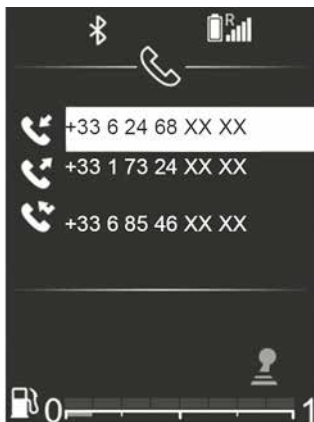 R
+33 6 24 68 XX XX
+33 1 73 24 XX XX
+33 6 85 46 XX XX
0 1